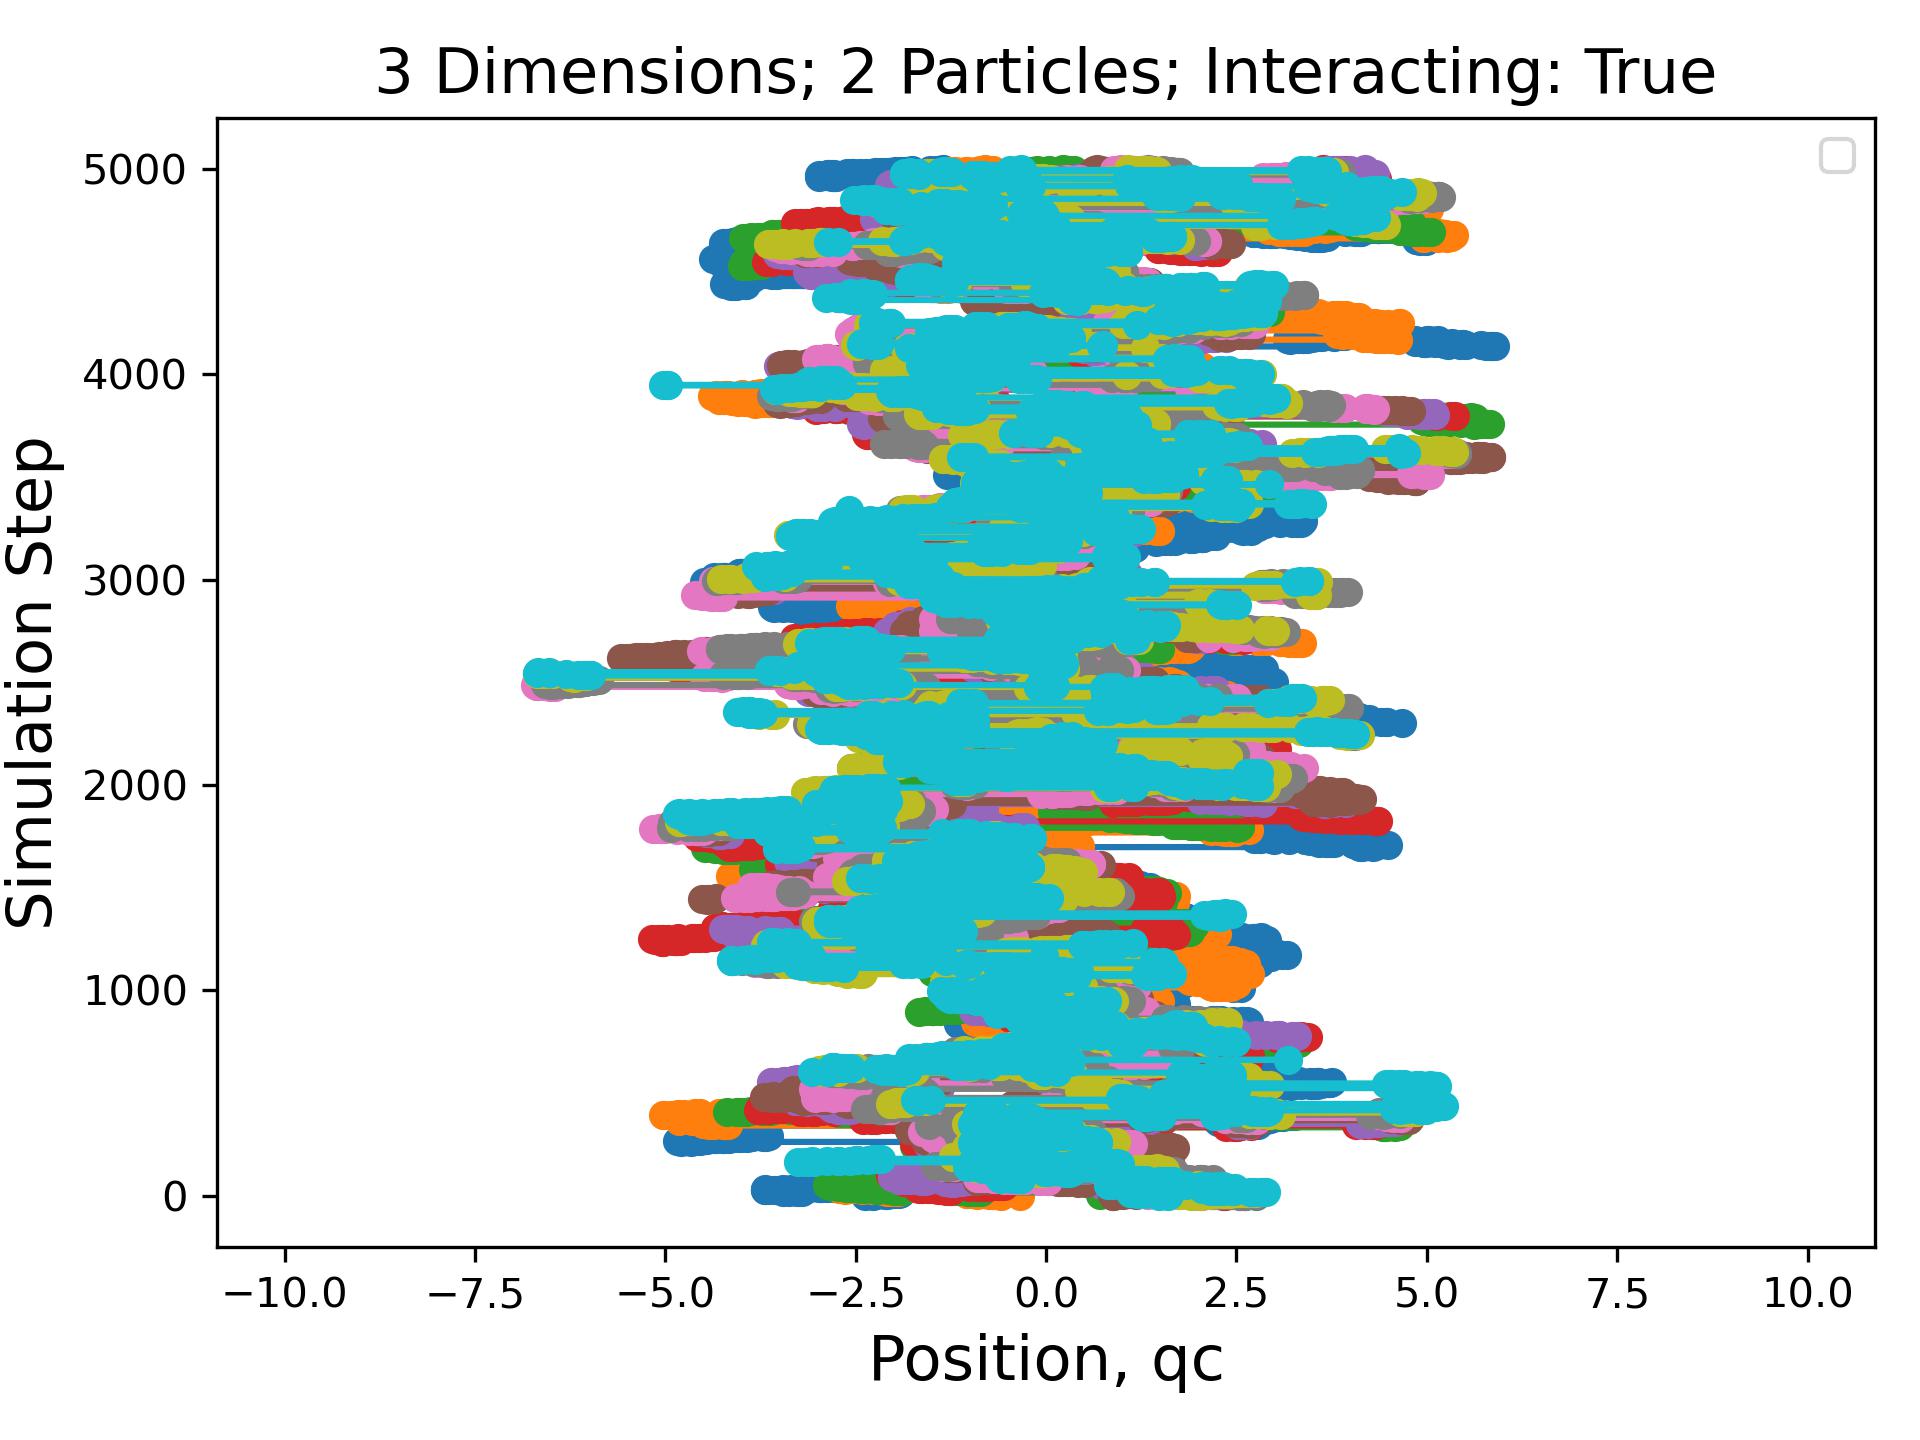 3 Dimensions; 2 Particles; Interacting: True
5000
4000
3000
2000
1000
0
Simulation Step
−10.0 −7.5 −5.0 −2.5 0.0 2.5 5.0 7.5 10.0
Position, qc